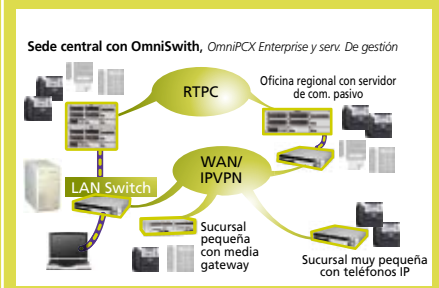 Sede central con OmniSwith, OmniPCX Enterprise y serv. De gestión
RTPC
Oficina regional con servidor
de com. pasivo
WAN/
IPVPN
LAN Switch
Sucursal
pequeña
con media
gateway
Sucursal muy pequeña
con teléfonos IP